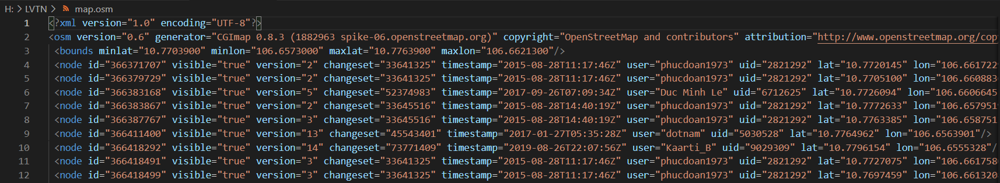 H: > LVTN > map.osm
1 <?xml version="1.0" encoding="UTF-8"?>
2 <osm version="0.6" generator="CGImap 0.8.3 (1882963 spike-06.openstreetmap.org)" copyright="OpenStreetMap and contributors" attribution="http://www.openstreetmap.org/cop
3 <bounds minlat="10.7703900" minlon="106.6573000" maxlat="10.7763900" maxlon="106.6621300"/>
4 <node id="366371707" visible="true" version="2" changeset="33641325" timestamp="2015-08-28T11:17:46Z" user="phucdoan1973" uid="2821292" lat="10.7720145" lon="106.661722
5 <node id="366379729" visible="true" version="2" changeset="33641325" timestamp="2015-08-28T11:17:46Z" user="phucdoan1973" uid="2821292" lat="10.7705100" lon="106.660883
6 <node id="366383168" visible="true" version="5" changeset="52374983" timestamp="2017-09-26T07:09:34Z" user="Duc Minh Le" uid="6712625" lat="10.7726094" lon="106.6606645
7 <node id="366383867" visible="true" version="2" changeset="33645516" timestamp="2015-08-28T14:40:19Z" user="phucdoan1973" uid="2821292" lat="10.7772633" lon="106.657951
8 <node id="366387767" visible="true" version="3" changeset="33645516" timestamp="2015-08-28T14:40:19Z" user="phucdoan1973" uid="2821292" lat="10.7763385" lon="106.658751
9 <node id="366411400" visible="true" version="13" changeset="45543401" timestamp="2017-01-27T05:35:28Z" user="dotnam" uid="5030528" lat="10.7764962" lon="106.6563901"/>
10 <node id="366418292" visible="true" version="14" changeset="73771409" timestamp="2019-08-26T22:07:56Z" user="Kaarti_B" uid="9029309" lat="10.7796154" lon="106.6555328"/
11 <node id="366418491" visible="true" version="3" changeset="33641325" timestamp="2015-08-28T11:17:46Z" user="phucdoan1973" uid="2821292" lat="10.7727075" lon="106.661758
12 <node id="366418499" visible="true" version="3" changeset="33641325" timestamp="2015-08-28T11:17:46Z" user="phucdoan1973" uid="2821292" lat="10.7697459" lon="106.661320